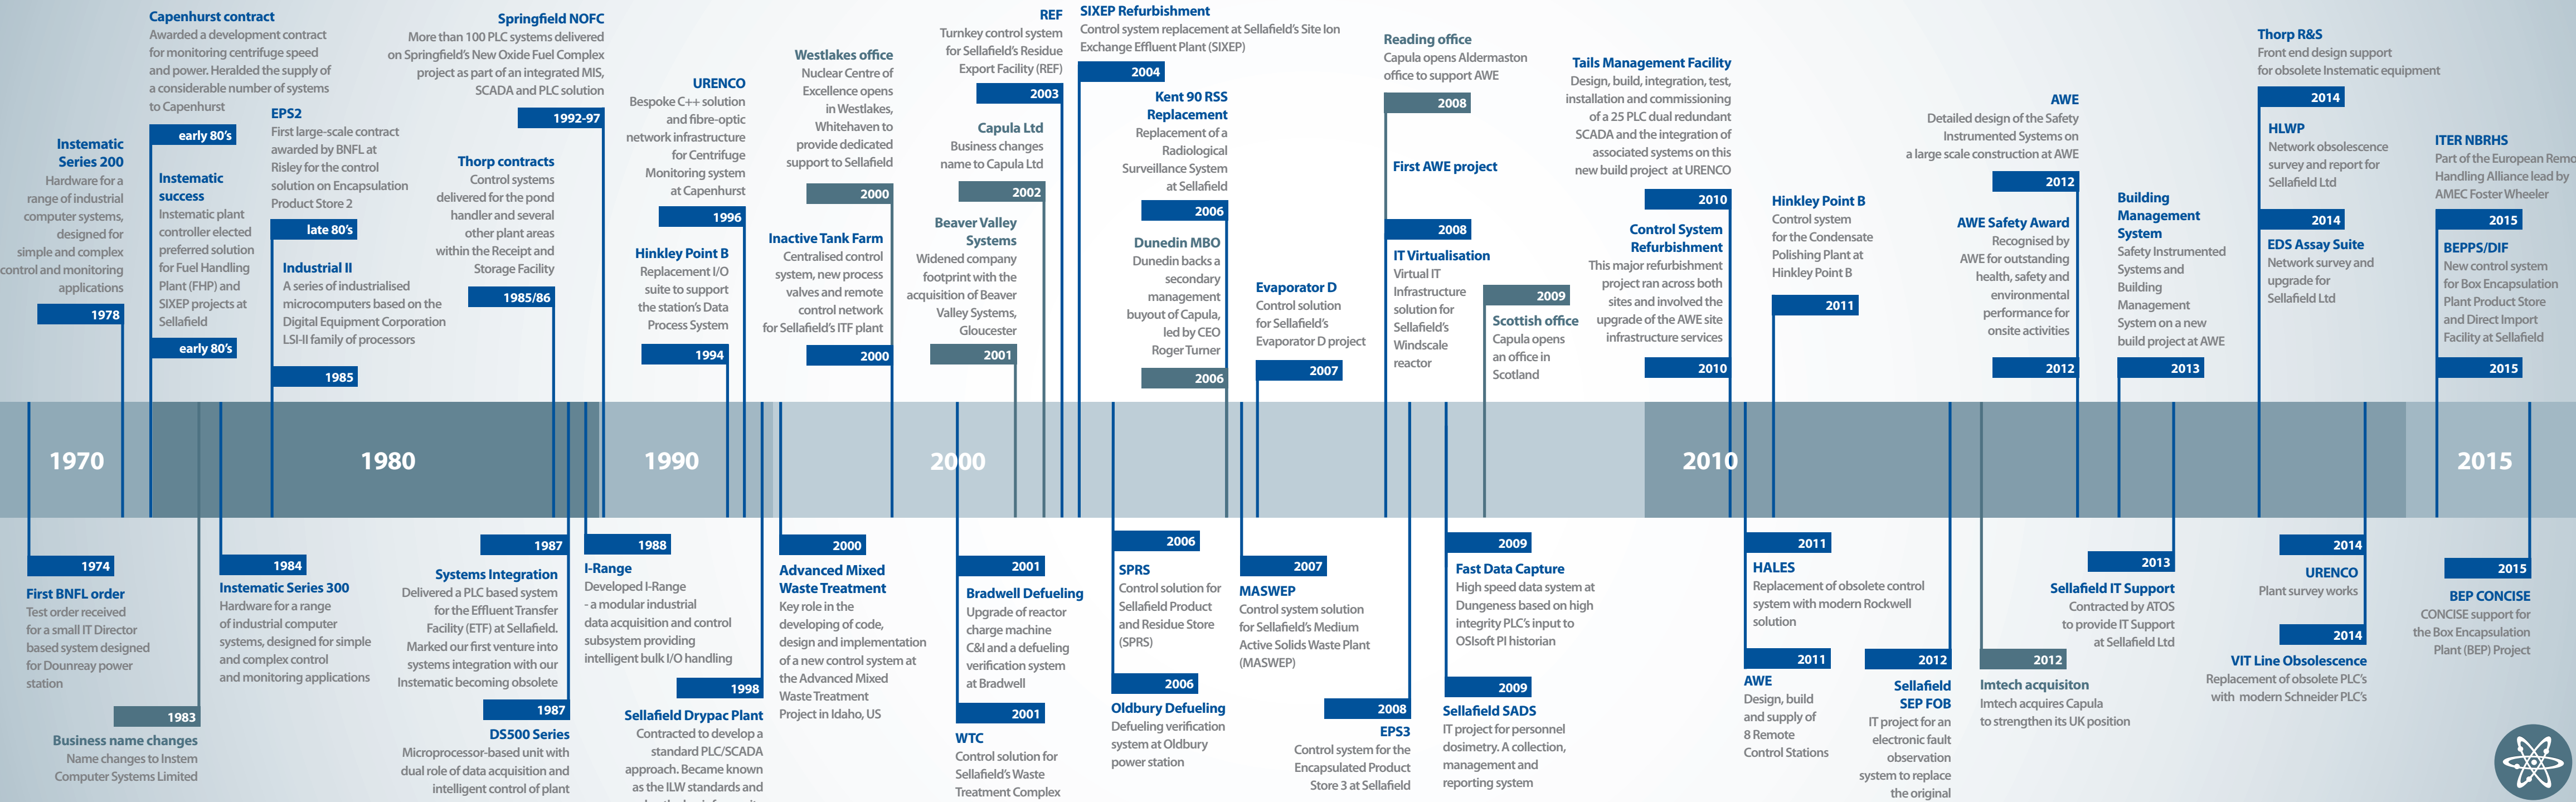 Capenhurst contract
Awarded a development contract
for monitoring centrifuge speed
and power. Heralded the supply of
a considerable number of systems
to Capenhurst
early 80's
Springfield NOFC
More than 100 PLC systems delivered
on Springfield's New Oxide Fuel Complex
project as part of an integrated MIS,
SCADA and PLC solution
1992-97
REF
Turnkey control system
for Sellafield's Residue
Export Facility (REF)
2003
SIXEP Refurbishment
Control system replacement at Sellafield's Site Ion
Exchange Effluent Plant (SIXEP)
2004
Reading office
Capula opens Aldermaston
office to support AWE
2008
Thorp R&S
Front end design support
for obsolete Instematic equipment
2014
Westlakes office
Nuclear Centre of
Excellence opens
in Westlakes,
Whitehaven to
provide dedicated
support to Sellafield
2000
Tails Management Facility
Design, build, integration, test,
installation and commissioning
of a 25 PLC dual redundant
SCADA and the integration of
associated systems on this
new build project at URENCO
2010
URENCO
Bespoke C++ solution
and fibre-optic
network infrastructure
for Centrifuge
Monitoring system
at Capenhurst
1996
Kent 90 RSS
Replacement
Replacement of a
Radiological
Surveillance System
at Sellafield
2006
AWE
Detailed design of the Safety
Instrumented Systems on
a large scale construction at AWE
2012
EPS2
First large-scale contract
awarded by BNFL at
Risley for the control
solution on Encapsulation
Product Store 2
late 80's
Capula Ltd
Business changes
name to Capula Ltd
2002
HLWP
Network obsolescence
survey and report for
Sellafield Ltd
2014
Instematic
Series 200
Hardware for a
range of industrial
computer systems,
designed for
simple and complex
control and monitoring
applications
1978
ITER NBRHS
Part of the European Remo
Handling Alliance lead by
AMEC Foster Wheeler
2015
Thorp contracts
Control systems
delivered for the pond
handler and several
other plant areas
within the Receipt and
Storage Facility
1985/86
First AWE project
2008
Instematic
success
Instematic plant
controller elected
preferred solution
for Fuel Handling
Plant (FHP) and
SIXEP projects at
Sellafield
early 80's
Hinkley Point B
Control system
for the Condensate
Polishing Plant at
Hinkley Point B
2011
Building
Management
System
Safety Instrumented
Systems and
Building
Management
System on a new
build project at AWE
2013
Beaver Valley
Systems
Widened company
footprint with the
acquisition of Beaver
Valley Systems,
Gloucester
2001
AWE Safety Award
Recognised by
AWE for outstanding
health, safety and
environmental
performance for
onsite activities
2012
Control System
Refurbishment
This major refurbishment
project ran across both
sites and involved the
upgrade of the AWE site
infrastructure services
2010
Inactive Tank Farm
Centralised control
system, new process
valves and remote
control network
for Sellafield's ITF plant
2000
Dunedin MBO
Dunedin backs a
secondary
management
buyout of Capula,
led by CEO
Roger Turner
2006
EDS Assay Suite
Network survey and
upgrade for
Sellafield Ltd
BEPPS/DIF
New control system
for Box Encapsulation
Plant Product Store
and Direct Import
Facility at Sellafield
2015
Hinkley Point B
Replacement I/O
suite to support
the station's Data
Process System
1994
IT Virtualisation
Virtual IT
Infrastructure
solution for
Sellafield's
Windscale
reactor
Industrial II
A series of industrialised
microcomputers based on the
Digital Equipment Corporation
LSI-II family of processors
1985
Evaporator D
Control solution
for Sellafield's
Evaporator D project
2007
2009
Scottish office
Capula opens
an office in
Scotland
1970
1980
1990
2000
2010
2015
1974
First BNFL order
Test order received
for a small IT Director
based system designed
for Dounreay power
station
1983
Business name changes
Name changes to Instem
Computer Systems Limited
1984
Instematic Series 300
Hardware for a range
of industrial computer
systems, designed for simple
and complex control
and monitoring applications
1987
Systems Integration
Delivered a PLC based system
for the Effluent Transfer
Facility (ETF) at Sellafield.
Marked our first venture into
systems integration with our
Instematic becoming obsolete
1987
DS500 Series
Microprocessor-based unit with
dual role of data acquisition and
intelligent control of plant
1988
I-Range
Developed I-Range
- a modular industrial
data acquisition and control
subsystem providing
intelligent bulk I/O handling
1998
Sellafield Drypac Plant
Contracted to develop a
standard PLC/SCADA
approach. Became known
as the ILW standards and
2000
Advanced Mixed
Waste Treatment
Key role in the
developing of code,
design and implementation
of a new control system at
the Advanced Mixed
Waste Treatment
Project in Idaho, US
2001
Bradwell Defueling
Upgrade of reactor
charge machine
C&I and a defueling
verification system
at Bradwell
2001
WTC
Control solution for
Sellafield's Waste
Treatment Complex
2006
SPRS
Control solution for
Sellafield Product
and Residue Store
(SPRS)
2006
Oldbury Defueling
Defueling verification
system at Oldbury
power station
2007
MASWEP
Control system solution
for Sellafield's Medium
Active Solids Waste Plant
(MASWEP)
2008
EPS3
Control system for the
Encapsulated Product
Store 3 at Sellafield
2009
Fast Data Capture
High speed data system at
Dungeness based on high
integrity PLC's input to
OSIsoft PI historian
2009
Sellafield SADS
IT project for personnel
dosimetry. A collection,
management and
reporting system
2011
HALES
Replacement of obsolete control
system with modern Rockwell
solution
2011
AWE
Design, build
and supply of
8 Remote
Control Stations
2012
Sellafield
SEP FOB
IT project for an
electronic fault
observation
system to replace
the original
2012
Imtech acquisiton
Imtech acquires Capula
to strengthen its UK position
2013
Sellafield IT Support
Contracted by ATOS
to provide IT Support
at Sellafield Ltd
2014
URENCO
Plant survey works
2014
VIT Line Obsolescence
Replacement of obsolete PLC's
with modern Schneider PLC's
2015
BEP CONCISE
CONCISE support for
the Box Encapsulation
Plant (BEP) Project